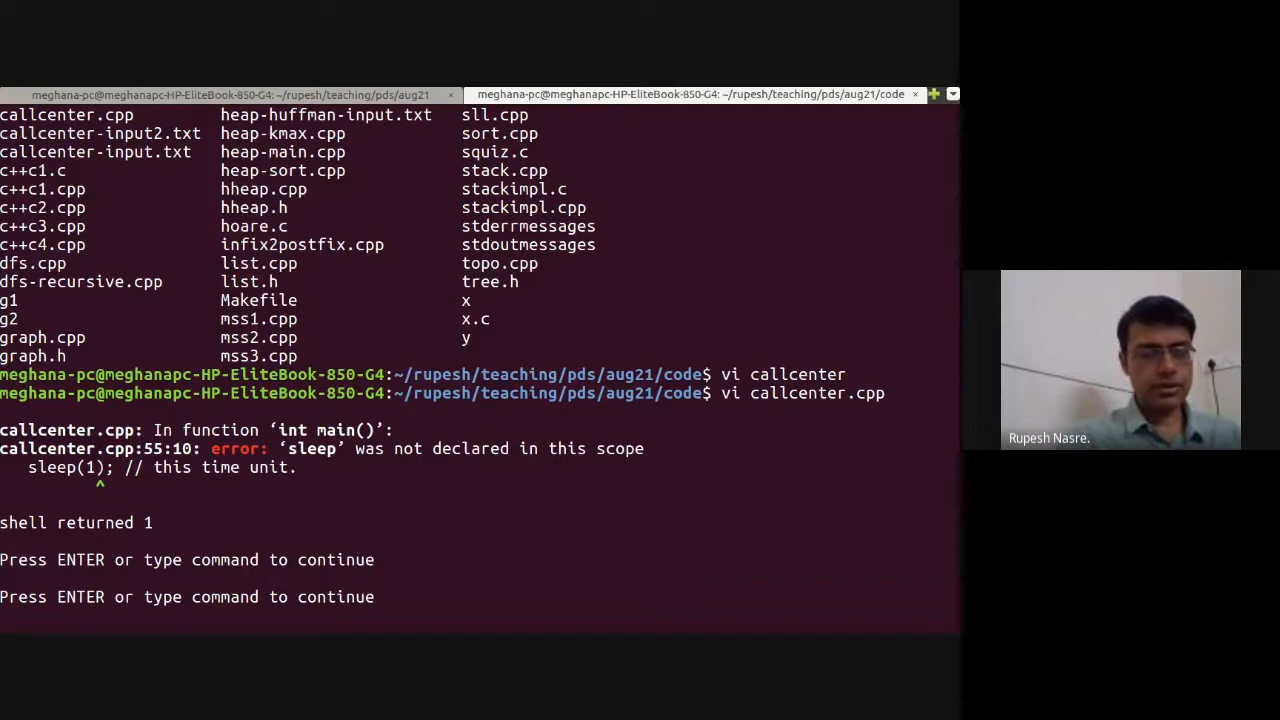 meghana-pc@meghanapc-HP-EliteBook-850-G4: ~/rupesh/teaching/pds/aug21 × meghana-pc@meghanapc-HP-EliteBook-850-G4: ~/rupesh/teaching/pds/aug21/code ×
callcenter.cpp heap-huffman-input.txt sll.cpp
callcenter-input2.txt heap-kmax.cpp sort.cpp
callcenter-input.txt heap-main.cpp squiz.c
c++c1.c heap-sort.cpp stack.cpp
c++c1.cpp hheap.cpp stackimpl.c
c++c2.cpp hheap.h stackimpl.cpp
c++c3.cpp hoare.c stderrmessages
c++c4.cpp infix2postfix.cpp stdoutmessages
dfs.cpp list.cpp topo.cpp
dfs-recursive.cpp list.h tree.h
g1 Makefile x
g2 mss1.cpp x.c
graph.cpp mss2.cpp y
graph.h mss3.cpp
meghana-pc@meghanapc-HP-EliteBook-850-G4:~/rupesh/teaching/pds/aug21/code$ vi callcenter
meghana-pc@meghanapc-HP-EliteBook-850-G4:~/rupesh/teaching/pds/aug21/code$ vi callcenter.cpp
callcenter.cpp: In function ‘int main()’:
callcenter.cpp:55:10: error: ‘sleep’ was not declared in this scope
sleep(1); // this time unit.
^
shell returned 1
Press ENTER or type command to continue
Press ENTER or type command to continue
Rupesh Nasre.